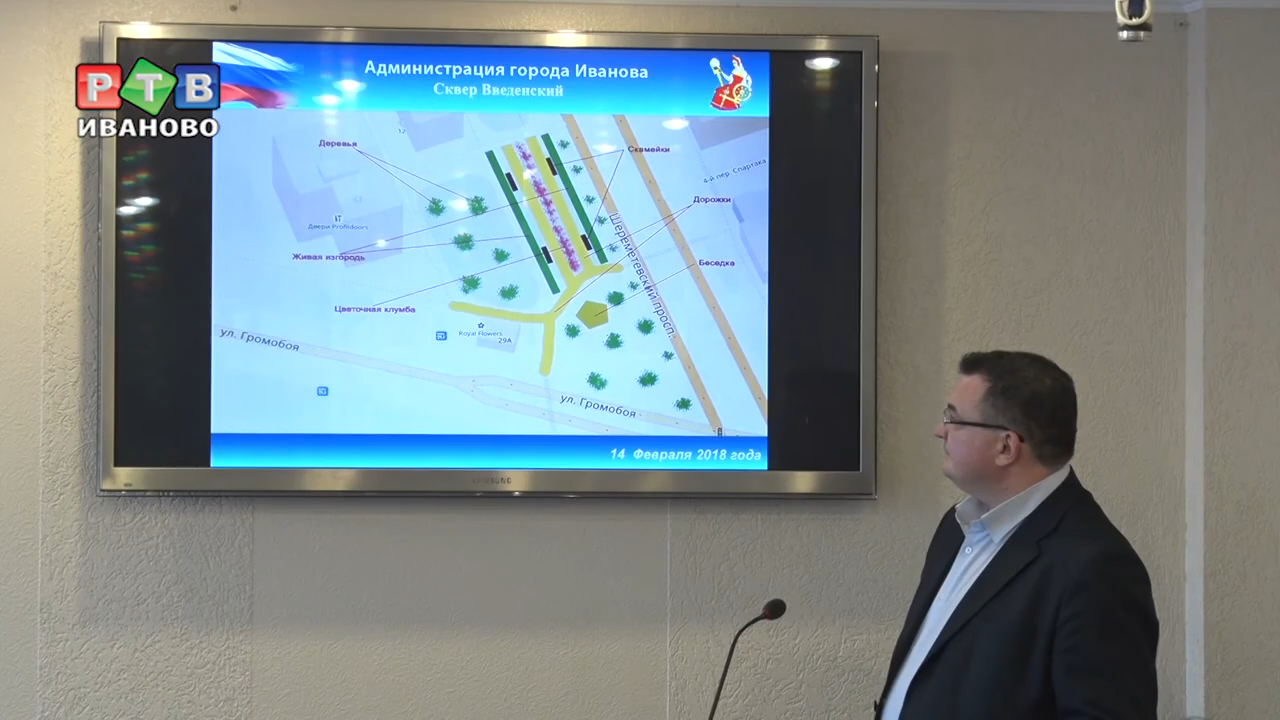 РТВ
ИВАНОВО
Администрация города Иванова
Сквер Введенский
12
Деревья
Скамейки
4-й пер. Спартака
Дорожки
Двери Profildoors
Шереметевский просп.
Живая изгородь
Беседка
Цветочная клумба
Royal Flowers
29А
ул. Громобоя
ул. Громобоя
14 Февраля 2018 года
SAMSUNG